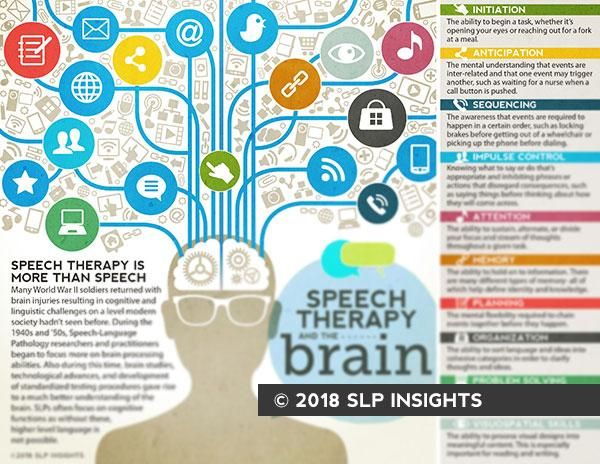 INITIATION
The ability to begin a task, whether it's
opening your eyes or reaching out for a fork
at a meal.
ANTICIPATION
The mental understanding that events are
inter-related and that one event may trigger
another, such as waiting for a nurse when a
call button is pushed.
SEQUENCING
The awareness that events are required to
happen in a certain order, such as locking
brakes before getting out of a wheelchair or
picking up the phone before dialing.
IMPULSE CONTROL
Knowing what to say or do that's
appropriate and inhibiting phrases or
actions that disregard consequences, such
as saying things before thinking about how
they will come across.
ATTENTION
The ability to sustain, alternate, or divide
your focus and stream of thoughts
throughout a given task.
MEMORY
The ability to hold on to information. There
are many different types of memory- all of
which help define identity and knowledge.
PLANNING
The mental flexibility required to chain
events together before they happen.
ORGANIZATION
The ability to sort language and ideas into
cohesive categories in order to clarify
thoughts and ideas.
PROBLEM SOLVING
VISUOSPATIAL SKILLS
The ability to process visual designs into
meaningful content. This is especially
important for reading and writing.
SPEECH THERAPY IS
MORE THAN SPEECH
Many World War II soldiers returned with
brain injuries resulting in cognitive and
linguistic challenges on a level modern
society hadn't seen before. During the
1940s and '50s, Speech-Language
Pathology researchers and practitioners
began to focus more on brain processing
abilities. Also during this time, brain studies,
technological advances, and development
of standardized testing procedures gave rise
to a much better understanding of the
brain. SLPs often focus on cognitive
functions as without these,
higher level language is
not possible.
©2018 SLP INSIGHTS
SPEECH
THERAPY
AND THE
brain
© 2018 SLP INSIGHTS
@